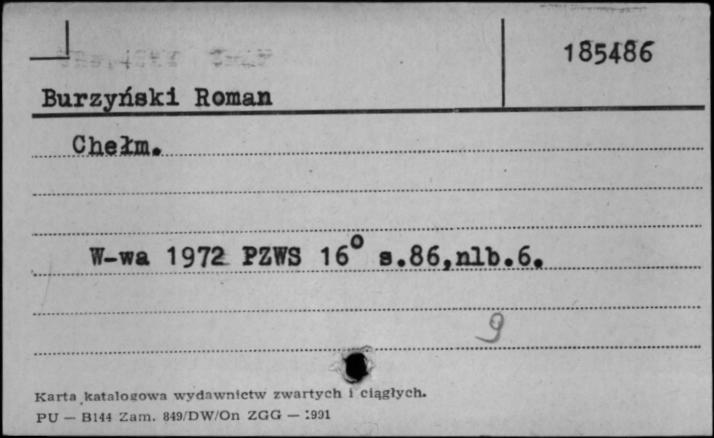 185486
Burzyński Roman
Chełm.
W-wa 1972 PZWS 16° s.86,nlb.6.
9
Karta katalogowa wydawnictw zwartych i ciągłych.
PU — B144 Zam. 849/DW/On ZGG — 1991